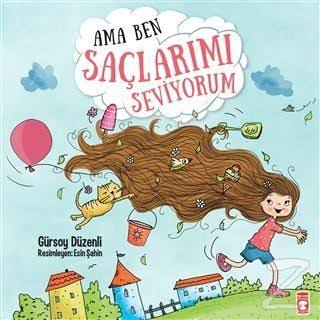 AMA BEN
SAÇLARIMI
SEVİYORUM
Gürsoy Düzenli
Resimleyen: Esin Şahin